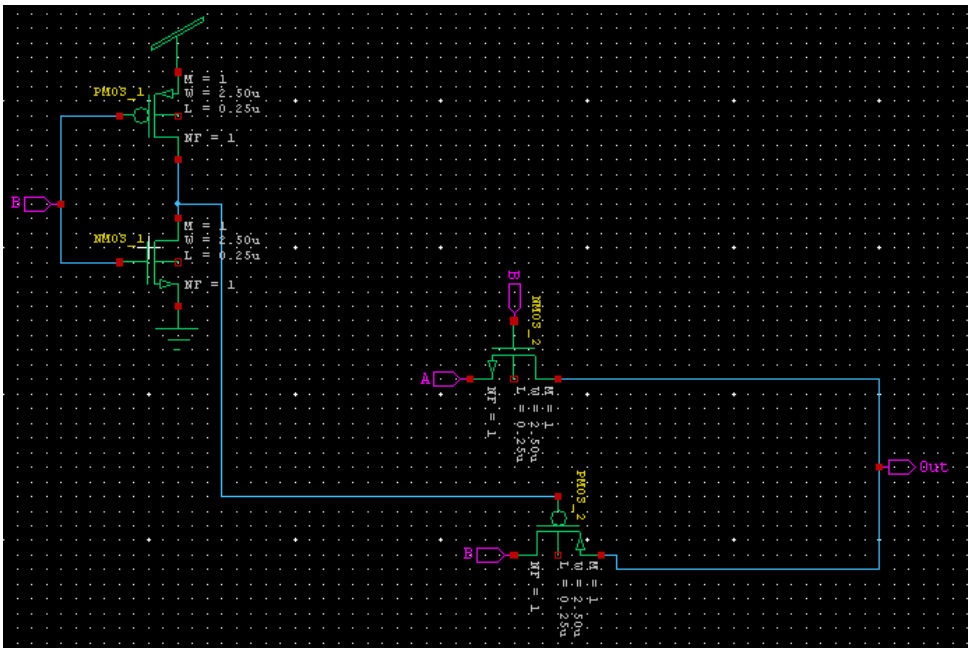 M = 1
PMOS_1
W = 2.50u
L = 0.25u
NF = 1
B
M = 1
NMOS_1
W = 2.50u
L = 0.25u
NF = 1
B
NMOS_2
A
M = 1
W = 2.50u
L = 0.25u
NF = 1
Out
PMOS_2
B
M = 1
W = 2.50u
L = 0.25u
NF = 1